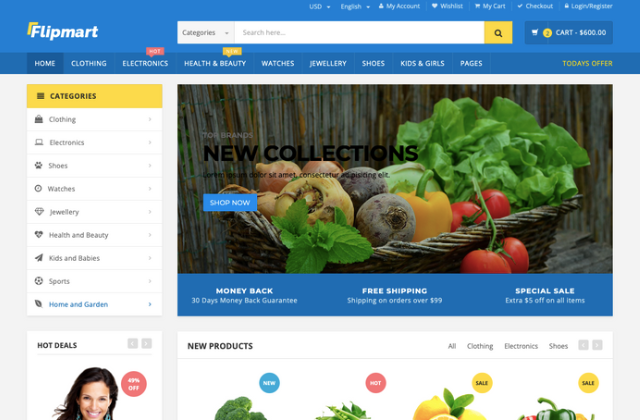 USD English My Account Wishlist My Cart Checkout Login/Register
Flipmart
Categories Search here... 2 CART - $600.00
HOT NEW
HOME CLOTHING ELECTRONICS HEALTH & BEAUTY WATCHES JEWELLERY SHOES KIDS & GIRLS PAGES TODAYS OFFER
CATEGORIES
Clothing
Electronics
Shoes
Watches
Jewellery
Health and Beauty
Kids and Babies
Sports
Home and Garden
TOP BRANDS
NEW COLLECTIONS
Lorem ipsum dolor sit amet, consectetur adipisicing elit.
SHOP NOW
MONEY BACK
30 Days Money Back Guarantee
FREE SHIPPING
Shipping on orders over $99
SPECIAL SALE
Extra $5 off on all items
HOT DEALS
49%
OFF
NEW PRODUCTS All Clothing Electronics Shoes
NEW HOT SALE SALE